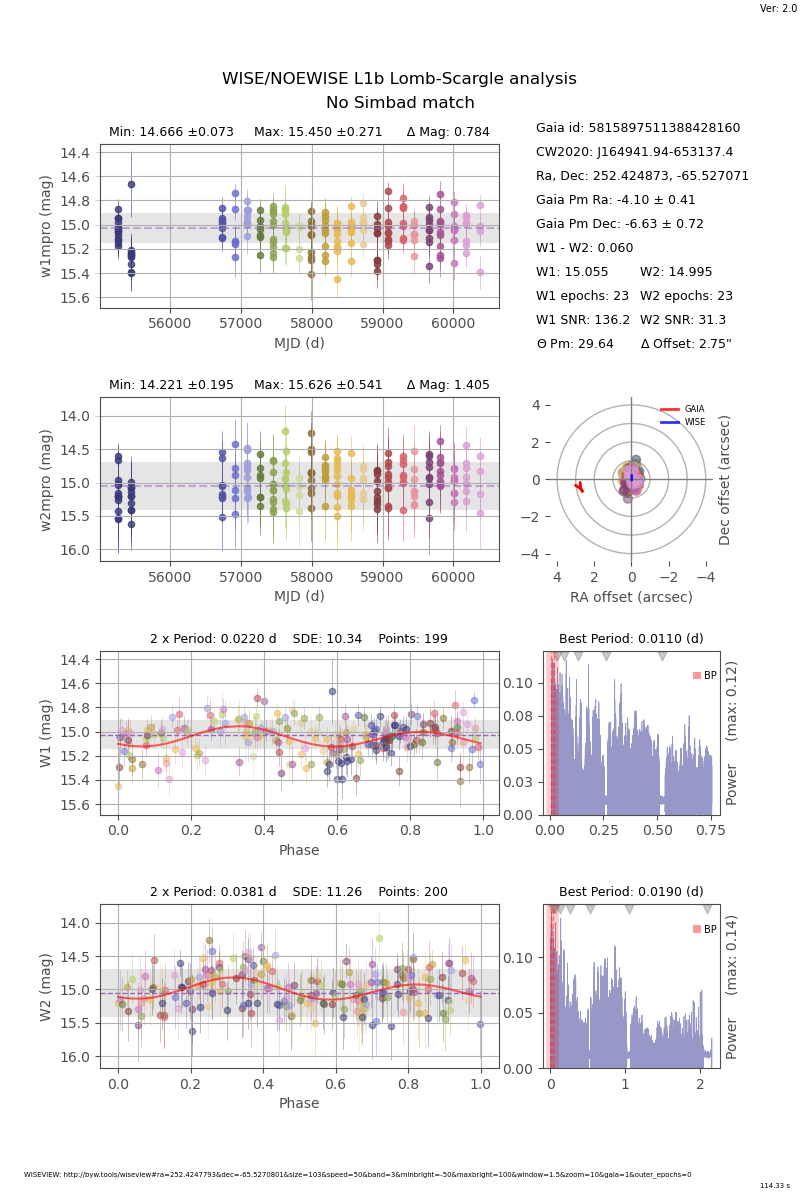 Ver: 2.0
WISE/NOEWISE L1b Lomb-Scargle analysis
No Simbad match
Min: 14.666 ±0.073 Max: 15.450 ±0.271 Δ Mag: 0.784
14.4
14.6
14.8
15.0
15.2
15.4
15.6
w1mpro (mag)
56000 57000 58000 59000 60000
MJD (d)
Gaia id: 5815897511388428160
CW2020: J164941.94-653137.4
Ra, Dec: 252.424873, -65.527071
Gaia Pm Ra: -4.10 ± 0.41
Gaia Pm Dec: -6.63 ± 0.72
W1 - W2: 0.060
W1: 15.055 W2: 14.995
W1 epochs: 23 W2 epochs: 23
W1 SNR: 136.2 W2 SNR: 31.3
Θ Pm: 29.64 Δ Offset: 2.75"
Min: 14.221 ±0.195 Max: 15.626 ±0.541 Δ Mag: 1.405
14.0
14.5
15.0
15.5
16.0
w2mpro (mag)
56000 57000 58000 59000 60000
MJD (d)
GAIA
WISE
4
2
0
−2
−4
Dec offset (arcsec)
4 2 0 −2 −4
RA offset (arcsec)
2 x Period: 0.0220 d SDE: 10.34 Points: 199
14.4
14.6
14.8
15.0
15.2
15.4
15.6
W1 (mag)
0.0 0.2 0.4 0.6 0.8 1.0
Phase
Best Period: 0.0110 (d)
BP
0.10
0.08
0.05
0.03
0.00
Power (max: 0.12)
0.00 0.25 0.50 0.75
2 x Period: 0.0381 d SDE: 11.26 Points: 200
14.0
14.5
15.0
15.5
16.0
W2 (mag)
0.0 0.2 0.4 0.6 0.8 1.0
Phase
Best Period: 0.0190 (d)
BP
0.10
0.05
0.00
Power (max: 0.14)
0 1 2
WISEVIEW: http://byw.tools/wiseview#ra=252.4247793&dec=-65.5270801&size=103&speed=50&band=3&minbright=-50&maxbright=100&window=1.5&zoom=10&gaia=1&outer_epochs=0
114.33 s